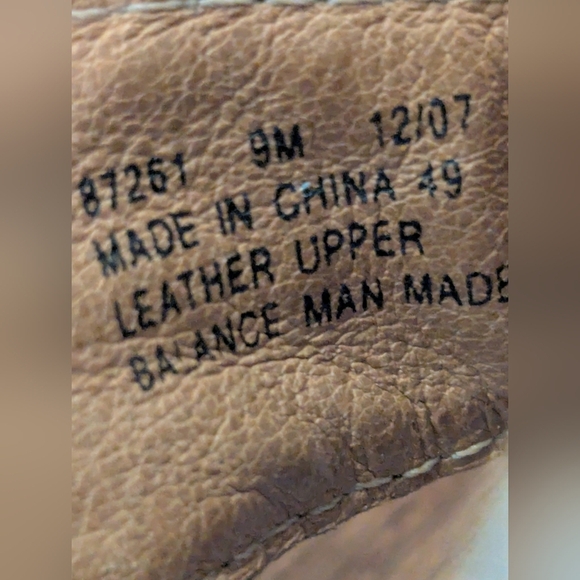 87261 9M 12/07
MADE IN CHINA 49
LEATHER UPPER
BALANCE MAN MADE